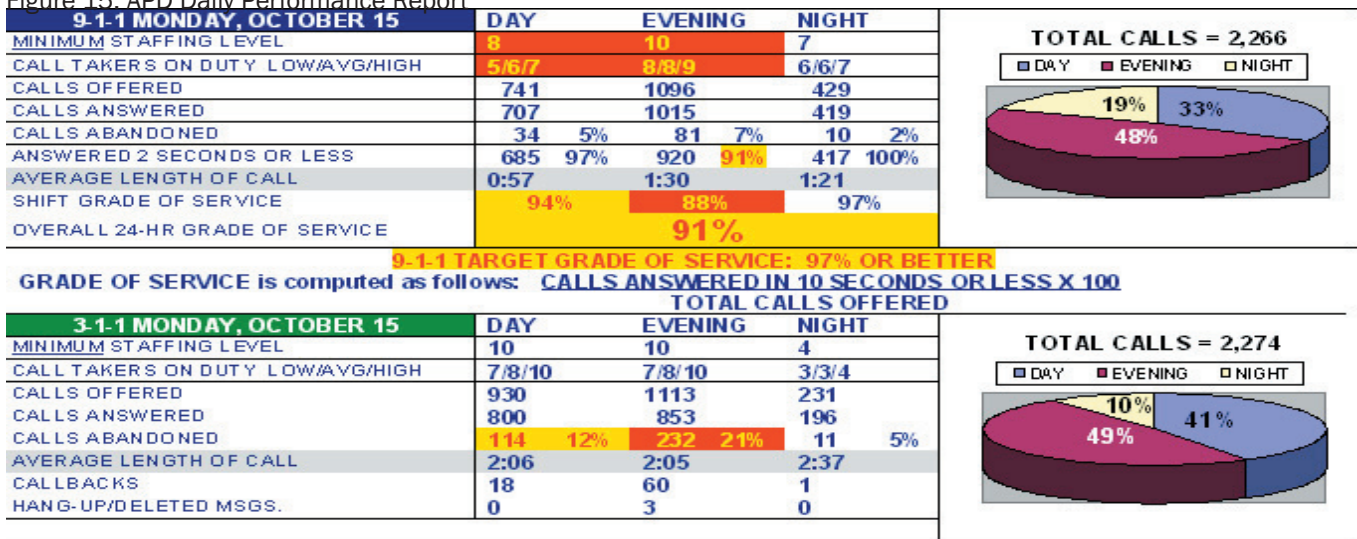 Figure 15. APD Daily Performance Report
9-1-1 MONDAY, OCTOBER 15 DAY EVENING NIGHT
MINIMUM STAFFING LEVEL 8 10 7
CALL TAKERS ON DUTY LOW/AVG/HIGH 5/6/7 8/8/9 6/6/7
CALLS OFFERED 741 1096 429
CALLS ANSWERED 707 1015 419
CALLS ABANDONED 34 5% 81 7% 10 2%
ANSWERED 2 SECONDS OR LESS 685 97% 920 91% 417 100%
AVERAGE LENGTH OF CALL 0:57 1:30 1:21
SHIFT GRADE OF SERVICE 94% 88% 97%
OVERALL 24-HR GRADE OF SERVICE 91%
TOTAL CALLS = 2,266
DAY EVENING NIGHT
19% 33%
48%
9-1-1 TARGET GRADE OF SERVICE: 97% OR BETTER
GRADE OF SERVICE is computed as follows: CALLS ANSWERED IN 10 SECONDS OR LESS X 100
TOTAL CALLS OFFERED
3-1-1 MONDAY, OCTOBER 15 DAY EVENING NIGHT
MINIMUM STAFFING LEVEL 10 10 4
CALL TAKERS ON DUTY LOW/AVG/HIGH 7/8/10 7/8/10 3/3/4
CALLS OFFERED 930 1113 231
CALLS ANSWERED 800 853 196
CALLS ABANDONED 114 12% 232 21% 11 5%
AVERAGE LENGTH OF CALL 2:06 2:05 2:37
CALLBACKS 18 60 1
HANG-UP/DELETED MSGS. 0 3 0
TOTAL CALLS = 2,274
DAY EVENING NIGHT
10% 41%
49%